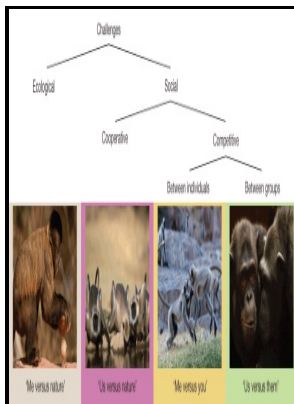 Challenges
Ecological
Social
Cooperative
Competitive
Between individuals
Between groups
'Me versus nature'
'Us versus nature'
'Me versus you'
'Us versus them'